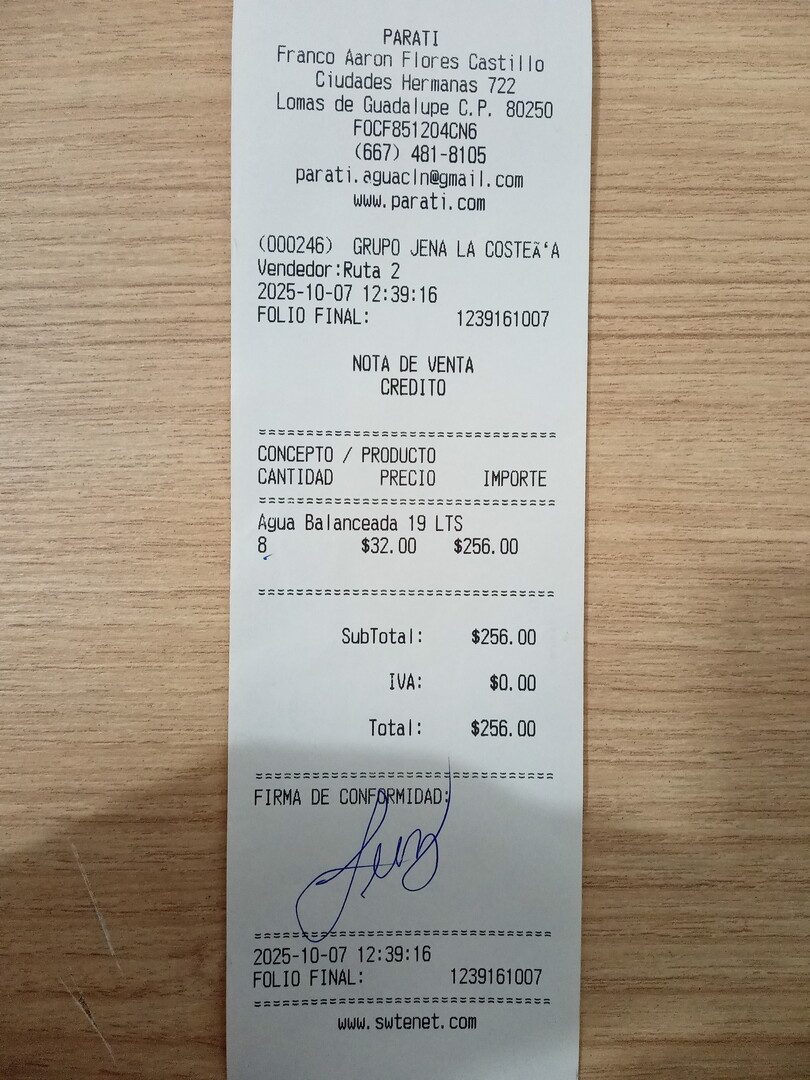 PARATI
Franco Aaron Flores Castillo
Ciudades Hermanas 722
Lomas de Guadalupe C.P. 80250
FOCF851204CN6
(667) 481-8105
parati.aguacln@gmail.com
www.parati.com
(000246) GRUPO JENA LA COSTEÃ‘A
Vendedor:Ruta 2
2025-10-07 12:39:16
FOLIO FINAL: 1239161007
NOTA DE VENTA
CREDITO
CONCEPTO / PRODUCTO
CANTIDAD PRECIO IMPORTE
Agua Balanceada 19 LTS
8 $32.00 $256.00
SubTotal: $256.00
IVA: $0.00
Total: $256.00
FIRMA DE CONFORMIDAD:
2025-10-07 12:39:16
FOLIO FINAL: 1239161007
www.swtenet.com